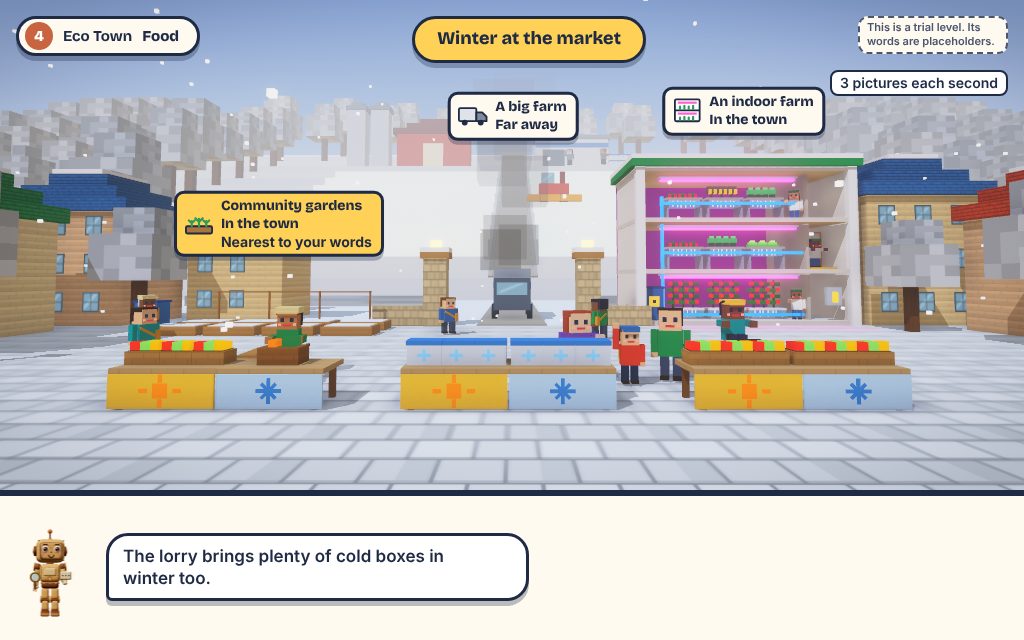 4 Eco Town Food
Winter at the market
This is a trial level. Its
words are placeholders.
3 pictures each second
A big farm
Far away
An indoor farm
In the town
Community gardens
In the town
Nearest to your words
The lorry brings plenty of cold boxes in
winter too.